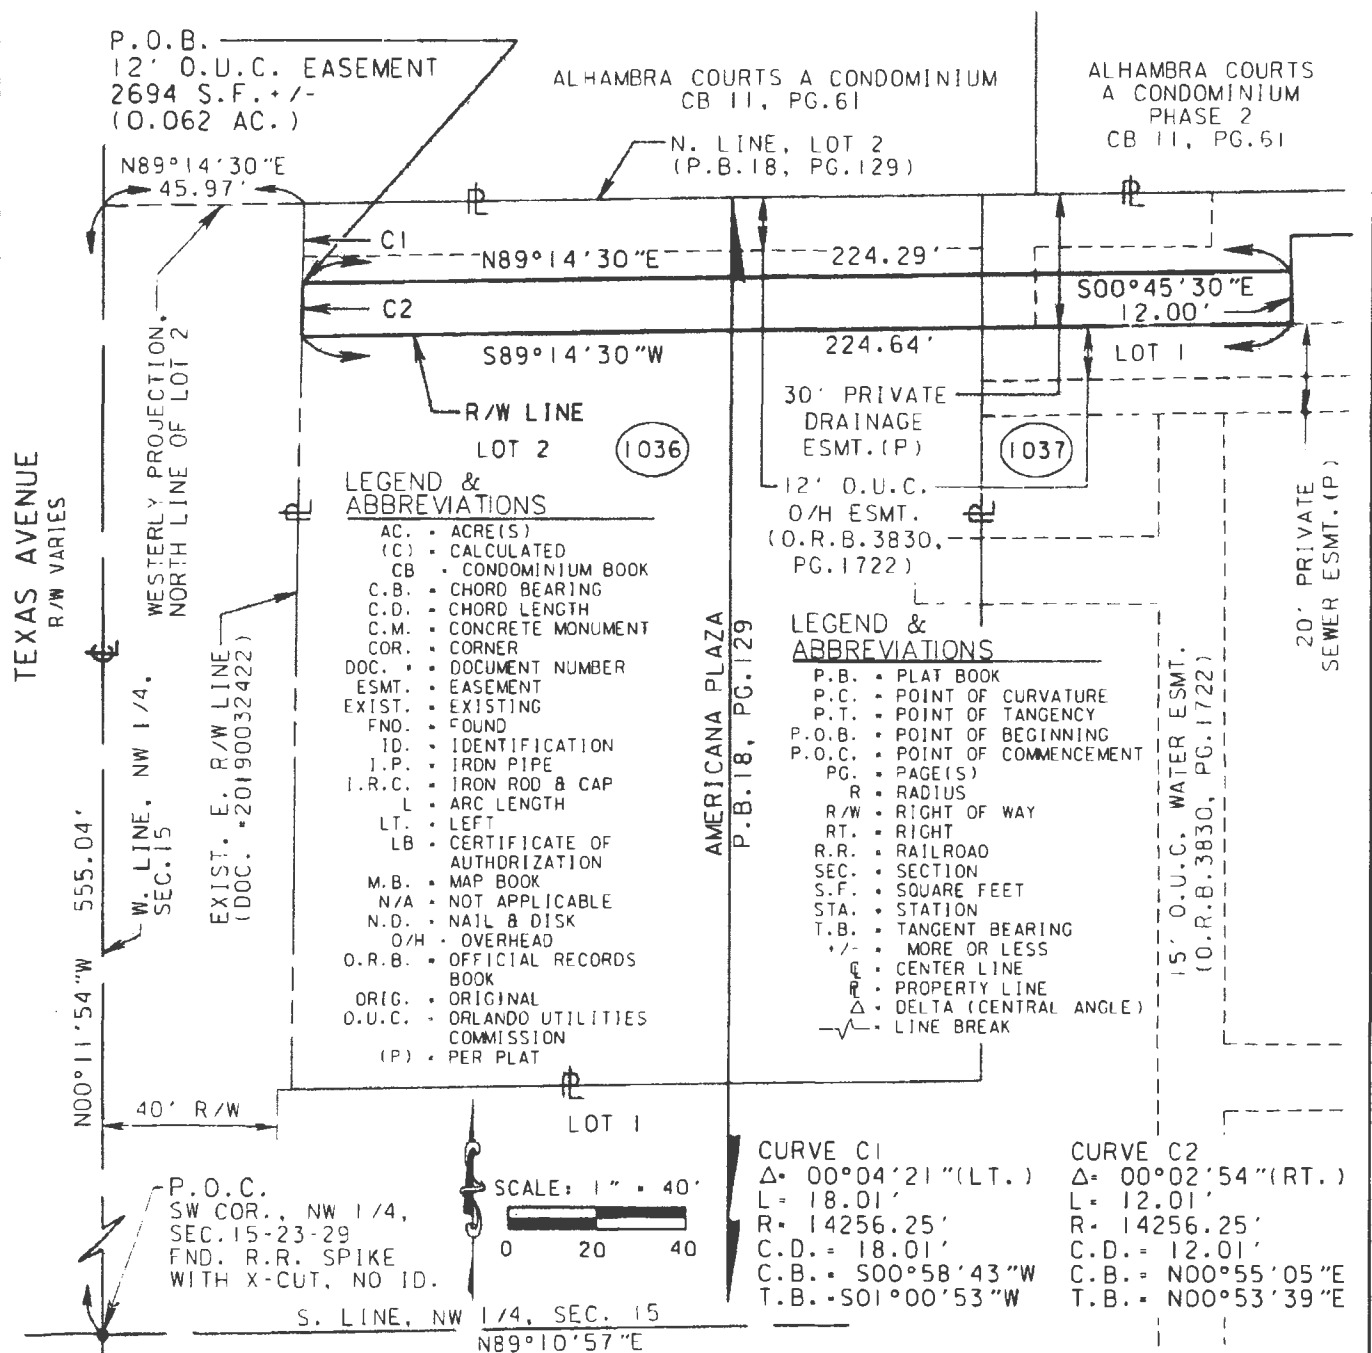 P.O.B.
12' O.U.C. EASEMENT
2694 S.F.+/-
(0.062 AC.)
ALHAMBRA COURTS A CONDOMINIUM
CB 11, PG.61
ALHAMBRA COURTS
A CONDOMINIUM
PHASE 2
CB 11, PG.61
N. LINE, LOT 2
(P.B.18, PG.129)
N89°14'30"E
45.97'
C1
N89°14'30"E
224.29'
S00°45'30"E
12.00'
C2
S89°14'30"W
224.64'
LOT 1
R/W LINE
LOT 2
1036
30' PRIVATE
DRAINAGE
ESMT.(P)
1037
12' O.U.C.
O/H ESMT.
(O.R.B.3830,
PG.1722)
TEXAS AVENUE
R/W VARIES
WESTERLY PROJECTION,
NORTH LINE OF LOT 2
W. LINE, NW 1/4,
SEC.15
EXIST. E. R/W LINE
(DOC. #20190032422)
N00°11'54"W 555.04'
AMERICANA PLAZA
P.B.18, PG.129
20' PRIVATE
SEWER ESMT.(P)
15' O.U.C. WATER ESMT.
(O.R.B.3830, PG.1722)
LEGEND &
ABBREVIATIONS
AC. = ACRE(S)
(C) = CALCULATED
CB = CONDOMINIUM BOOK
C.B. = CHORD BEARING
C.D. = CHORD LENGTH
C.M. = CONCRETE MONUMENT
COR. = CORNER
DOC. # = DOCUMENT NUMBER
ESMT. = EASEMENT
EXIST. = EXISTING
FND. = FOUND
ID. = IDENTIFICATION
I.P. = IRON PIPE
I.R.C. = IRON ROD & CAP
L = ARC LENGTH
LT. = LEFT
LB = CERTIFICATE OF
AUTHORIZATION
M.B. = MAP BOOK
N/A = NOT APPLICABLE
N.D. = NAIL & DISK
O/H = OVERHEAD
O.R.B. = OFFICIAL RECORDS
BOOK
ORIG. = ORIGINAL
O.U.C. = ORLANDO UTILITIES
COMMISSION
(P) = PER PLAT
LEGEND &
ABBREVIATIONS
P.B. = PLAT BOOK
P.C. = POINT OF CURVATURE
P.T. = POINT OF TANGENCY
P.O.B. = POINT OF BEGINNING
P.O.C. = POINT OF COMMENCEMENT
PG. = PAGE(S)
R = RADIUS
R/W = RIGHT OF WAY
RT. = RIGHT
R.R. = RAILROAD
SEC. = SECTION
S.F. = SQUARE FEET
STA. = STATION
T.B. = TANGENT BEARING
+/- = MORE OR LESS
℄ = CENTER LINE
PL = PROPERTY LINE
Δ = DELTA (CENTRAL ANGLE)
= LINE BREAK
40' R/W
LOT 1
P.O.C.
SW COR., NW 1/4,
SEC.15-23-29
FND. R.R. SPIKE
WITH X-CUT, NO ID.
SCALE: 1" = 40'
0 20 40
S. LINE, NW 1/4, SEC. 15
N89°10'57"E
CURVE C1
Δ= 00°04'21"(LT.)
L= 18.01'
R= 14256.25'
C.D.= 18.01'
C.B.= S00°58'43"W
T.B.=S01°00'53"W
CURVE C2
Δ= 00°02'54"(RT.)
L= 12.01'
R= 14256.25'
C.D.= 12.01'
C.B.= N00°55'05"E
T.B.= N00°53'39"E